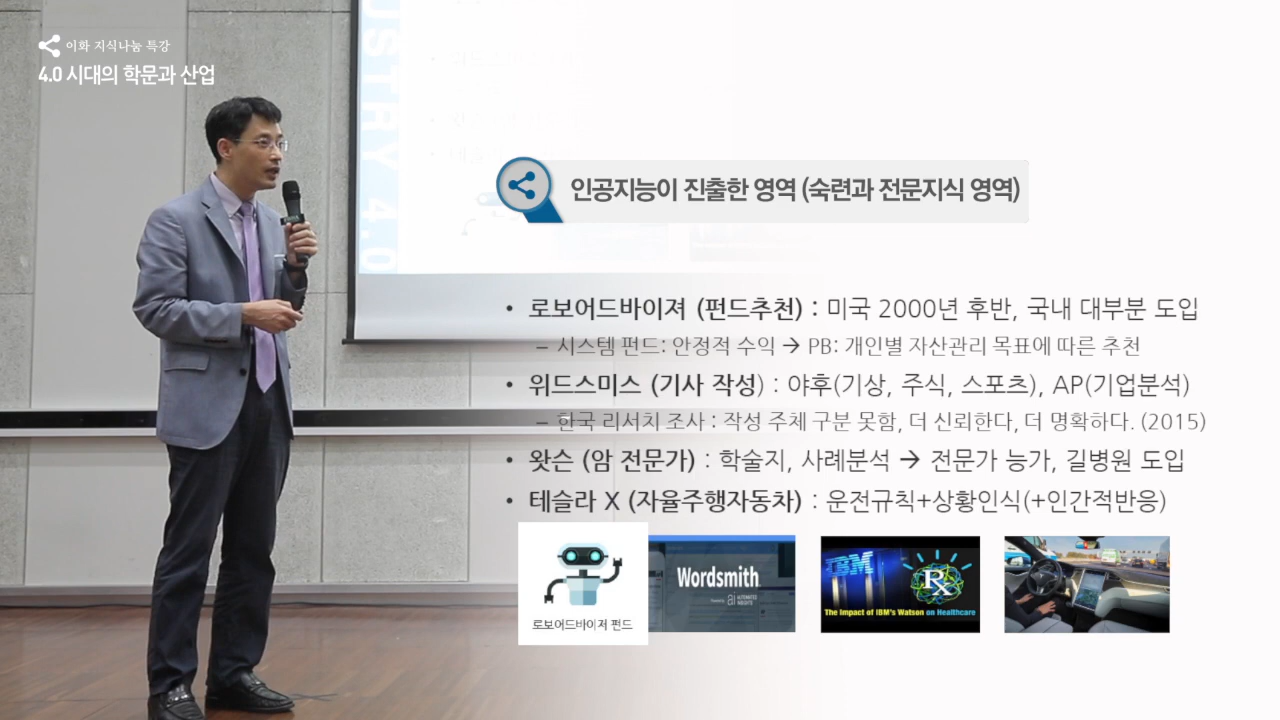 이화 지식나눔 특강
4.0 시대의 학문과 산업
USTRY 4.0
인공지능이 진출한 영역 (숙련과 전문지식 영역)
• 로보어드바이져 (펀드추천) : 미국 2000년 후반, 국내 대부분 도입
– 시스템 펀드: 안정적 수익 → PB: 개인별 자산관리 목표에 따른 추천
• 위드스미스 (기사 작성) : 야후(기상, 주식, 스포츠), AP(기업분석)
– 한국 리서치 조사 : 작성 주체 구분 못함, 더 신뢰한다, 더 명확하다. (2015)
• 왓슨 (암 전문가) : 학술지, 사례분석 → 전문가 능가, 길병원 도입
• 테슬라 X (자율주행자동차) : 운전규칙+상황인식(+인간적반응)
로보어드바이저 펀드
Wordsmith
ai AUTOMATED INSIGHTS
IBM
Rx
The Impact of IBM's Watson on Healthcare